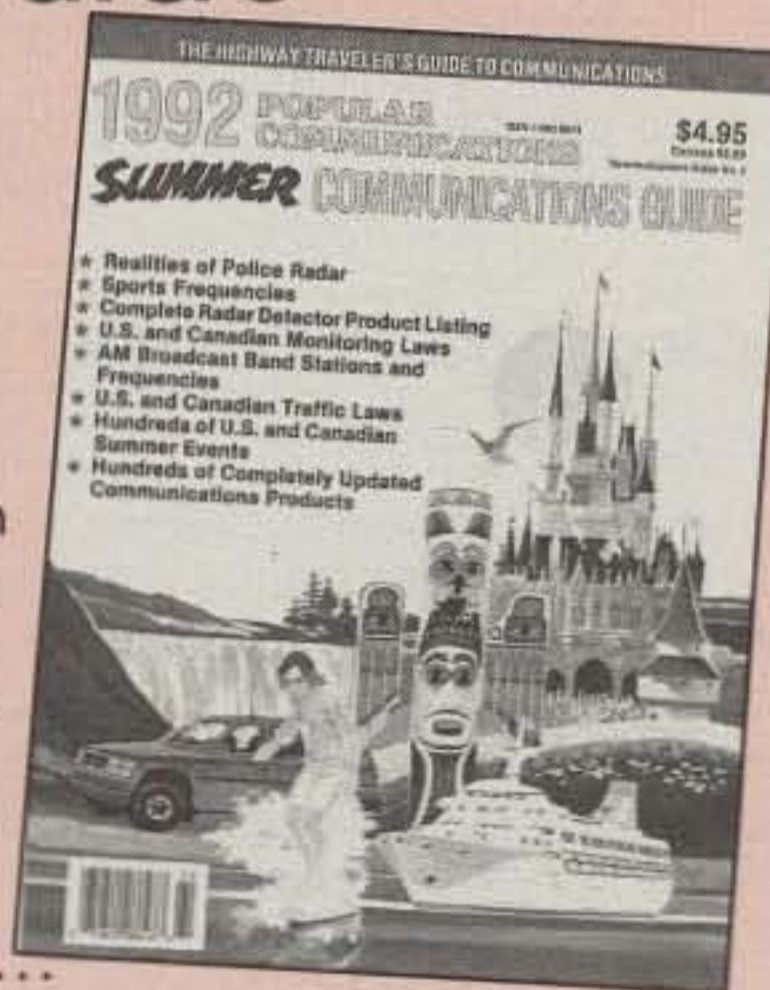 THE HIGHWAY TRAVELER'S GUIDE TO COMMUNICATIONS
1992 POPULAR
COMMUNICATIONS
$4.95
SUMMER COMMUNICATIONS GUIDE
* Realities of Police Radar
* Sports Frequencies
* Complete Radar Detector Product Listing
* U.S. and Canadian Monitoring Laws
* AM Broadcast Band Stations and
Frequencies
* U.S. and Canadian Traffic Laws
* Hundreds of U.S. and Canadian
Summer Events
* Hundreds of Completely Updated
Communications Products